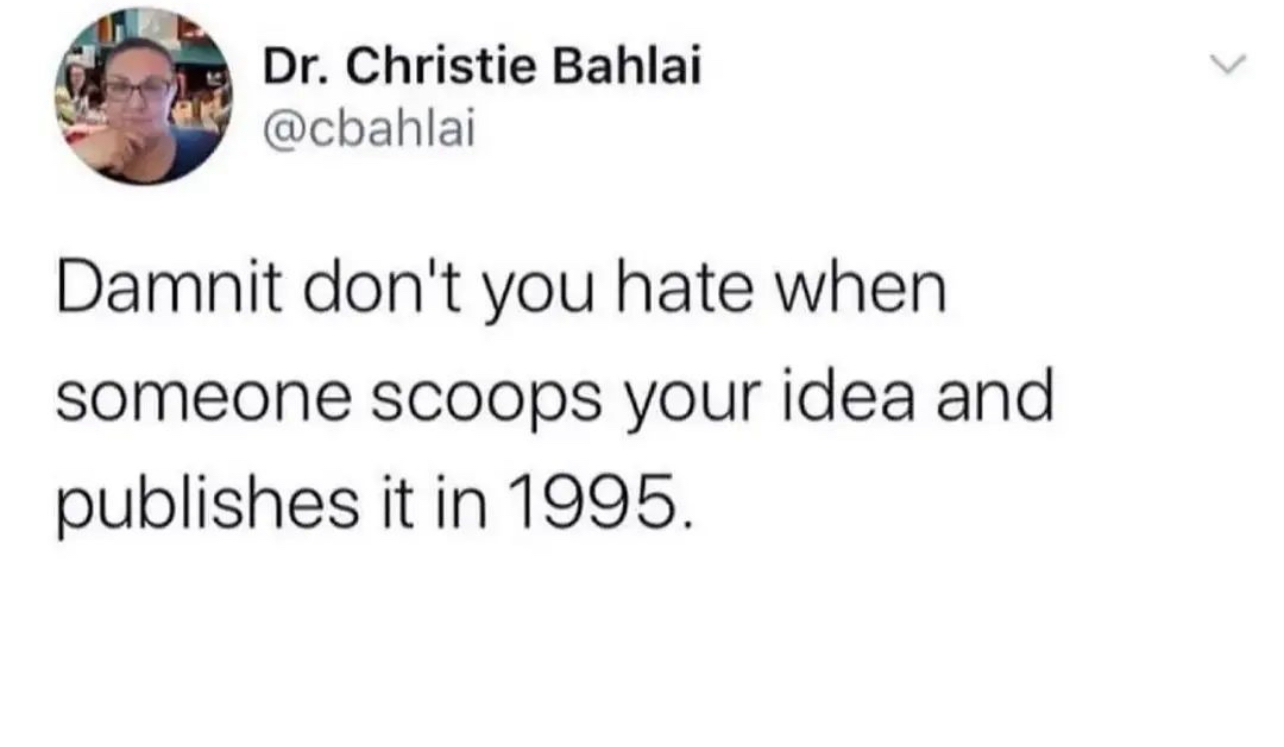 Dr. Christie Bahlai
@cbahlai
Damnit don't you hate when
someone scoops your idea and
publishes it in 1995.